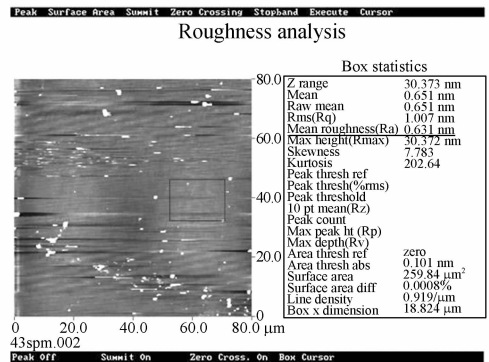 Peak Surface Area Summit Zero Crossing Stopband Execute Cursor
Roughness analysis
Box statistics
Z range 30.373 nm
Mean 0.651 nm
Raw mean 0.651 nm
Rms(Rq) 1.007 nm
Mean roughness(Ra) 0.631 nm
Max height(Rmax) 30.372 nm
Skewness 7.783
Kurtosis 202.64
Peak thresh ref
Peak thresh(%rms)
Peak threshold
10 pt mean(Rz)
Peak count
Max peak ht (Rp)
Max depth(Rv)
Area thresh ref zero
Area thresh abs 0.101 nm
Surface area 259.84 μm²
Surface area diff 0.0008%
Line density 0.919/μm
Box x dimension 18.824 μm
80.0
60.0
40.0
20.0
0
0 20.0 40.0 60.0 80.0 μm
43spm.002
Peak Off Summit On Zero Cross. On Box Cursor